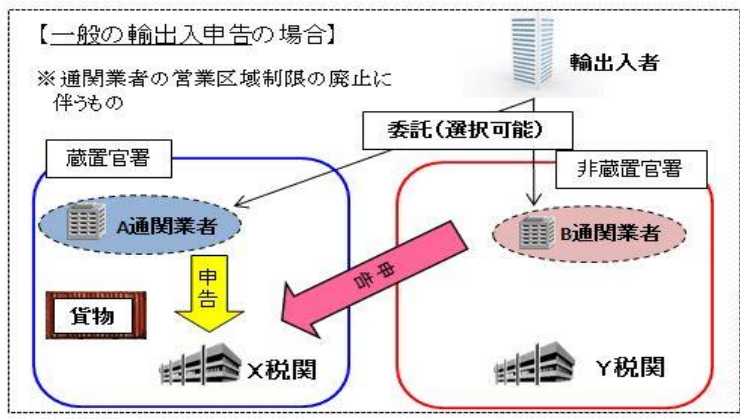 【一般の輸出入申告の場合】
※通関業者の営業区域制限の廃止に
伴うもの
輸出入者
委託(選択可能)
蔵置官署
非蔵置官署
A通関業者
B通関業者
申告
申告
貨物
X税関
Y税関